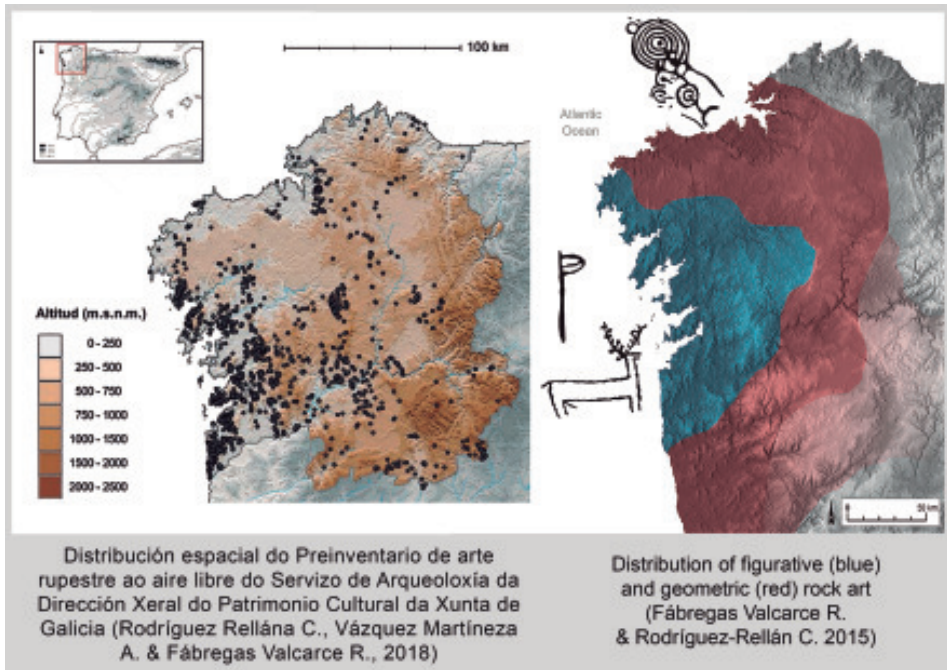 100 km
Atlantic
Ocean
Altitud (m.s.n.m.)
0 - 250
250 - 500
500 - 750
750 - 1000
1000 - 1500
1500 - 2000
2000 - 2500
50 km
Distribución espacial do Preinventario de arte
rupestre ao aire libre do Servizo de Arqueoloxía da
Dirección Xeral do Patrimonio Cultural da Xunta de
Galicia (Rodríguez Rellána C., Vázquez Martíneza
A. & Fábregas Valcarce R., 2018)
Distribution of figurative (blue)
and geometric (red) rock art
(Fábregas Valcarce R.
& Rodríguez-Rellán C. 2015)